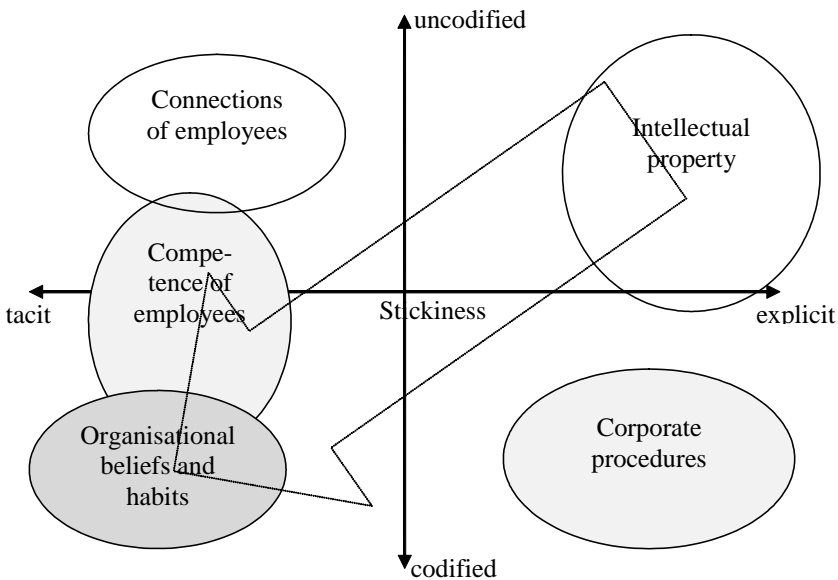 uncodified
Connections
of employees
Intellectual
property
Compe-
tence of
employees
tacit
Stickiness
explicit
Organisational
beliefs and
habits
Corporate
procedures
codified